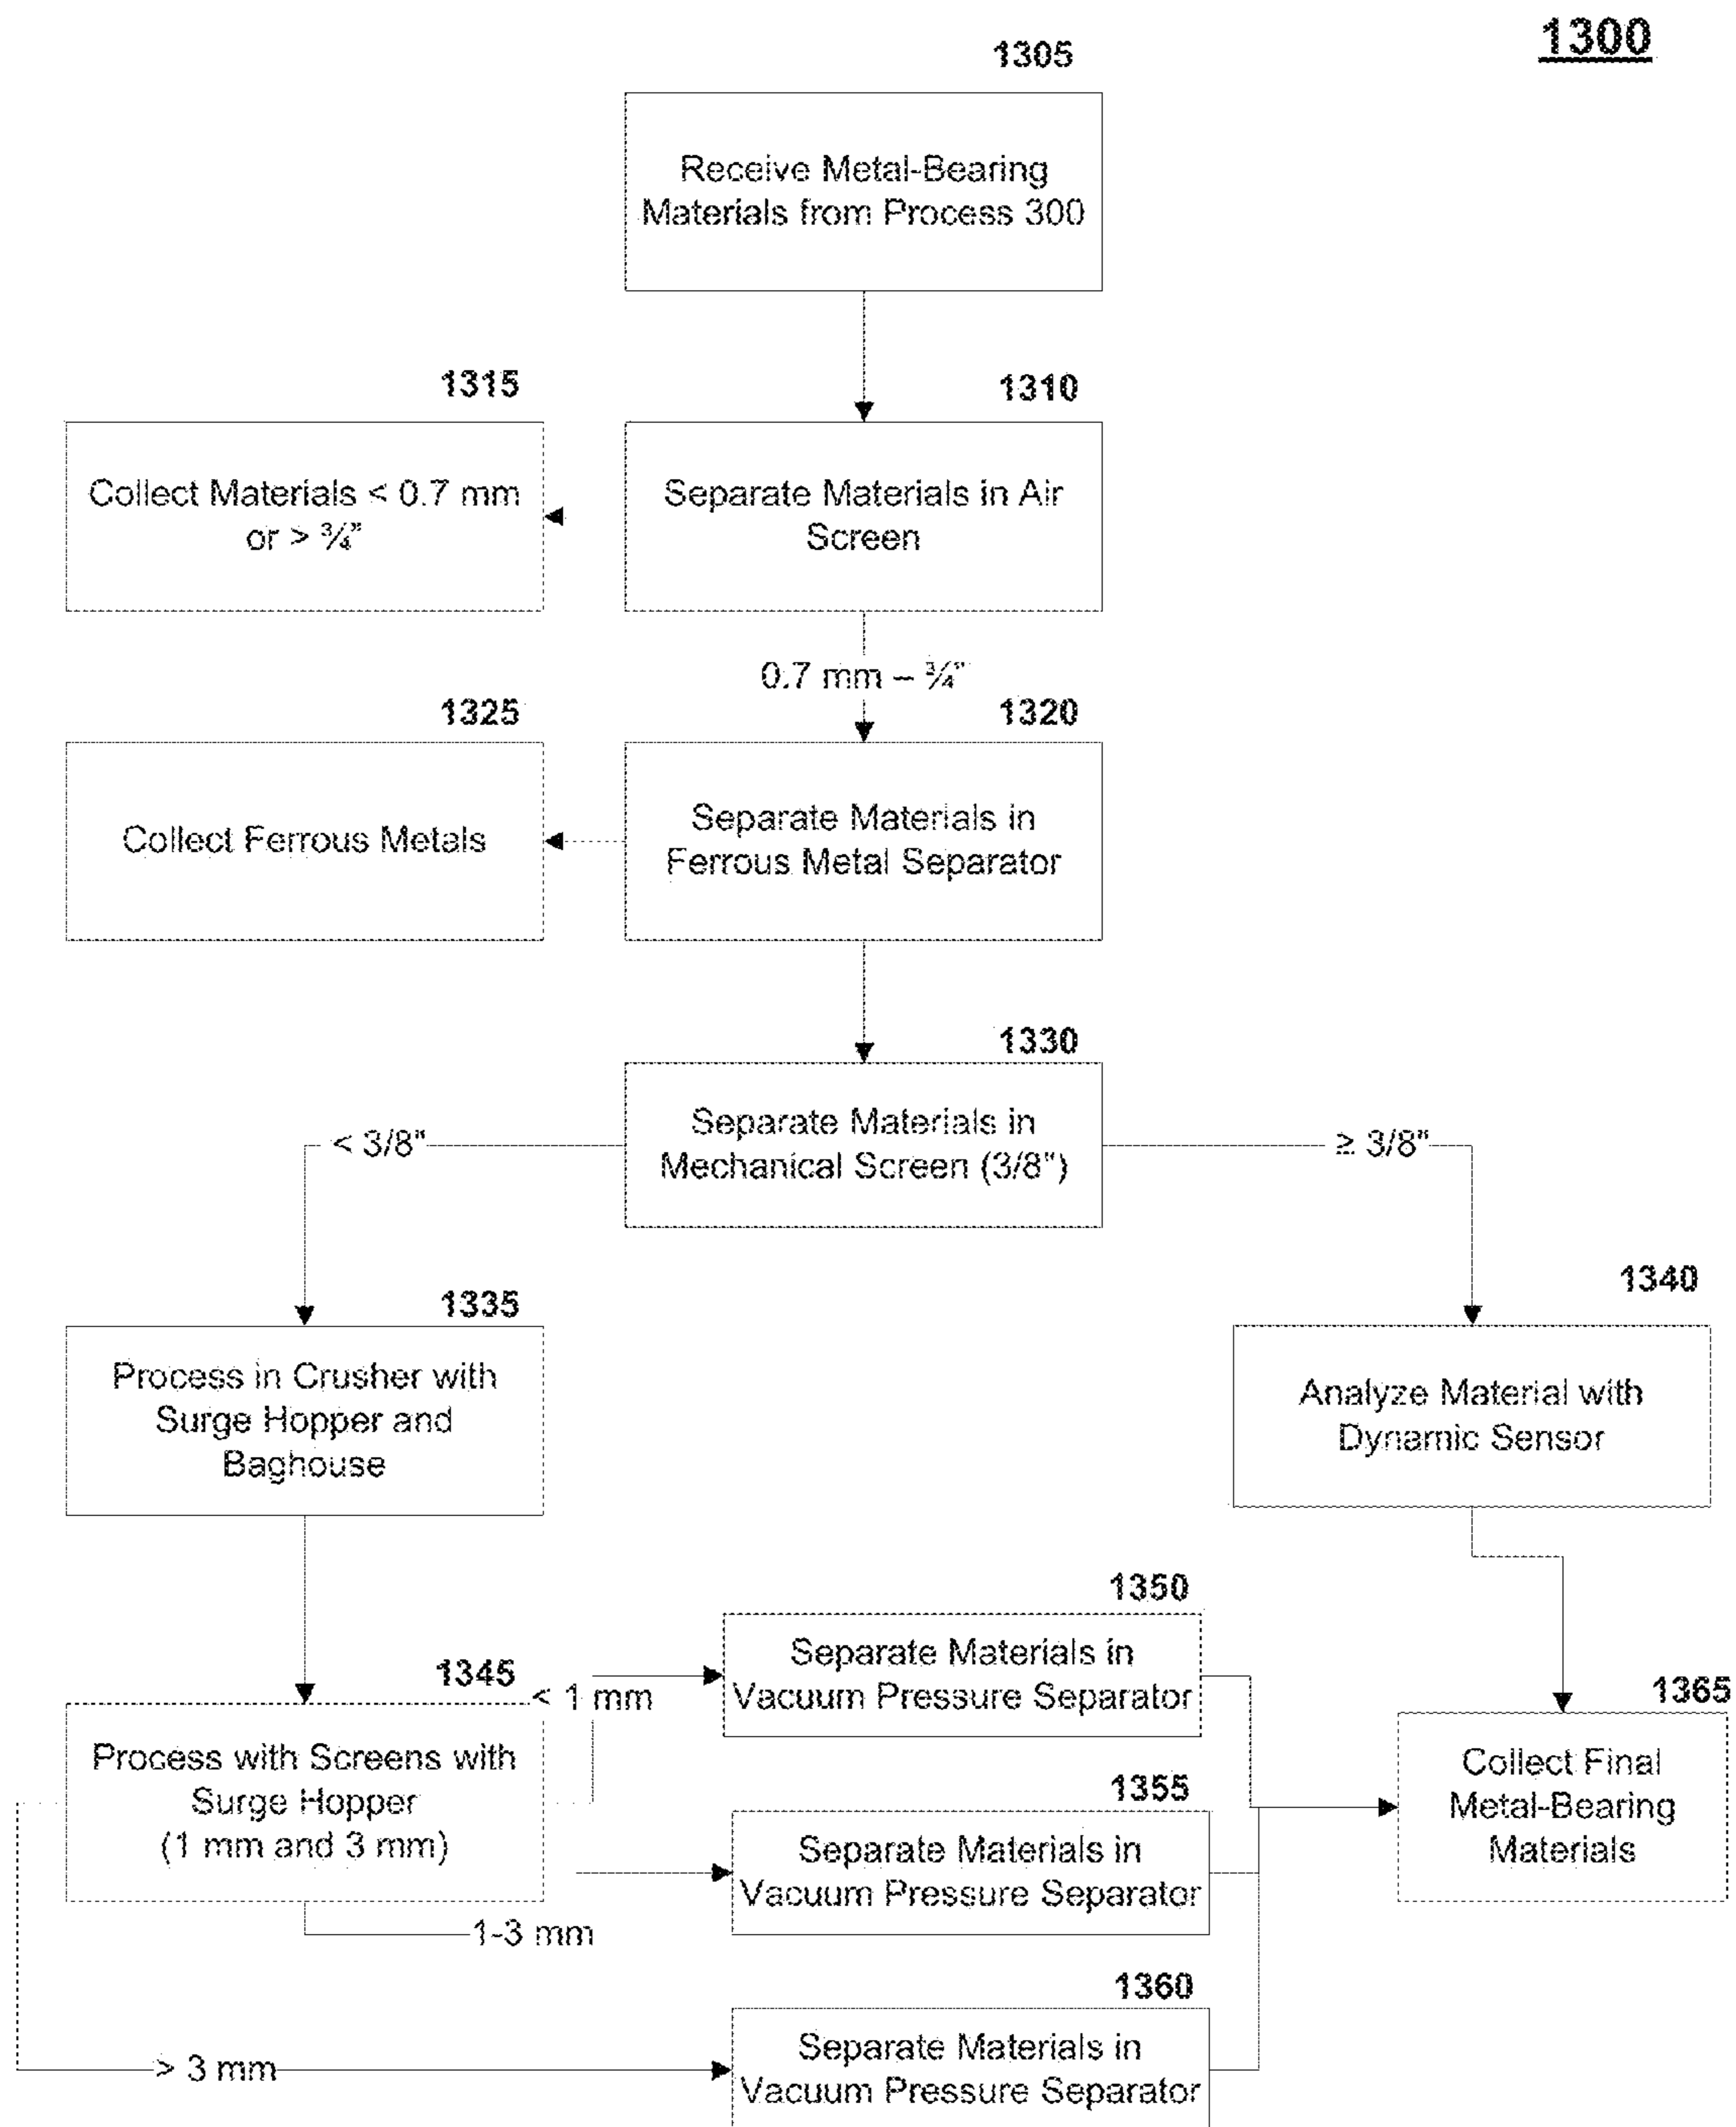 1300
1305
Receive Metal-Bearing
Materials from Process 300
1315
1310
Collect Materials < 0.7 mm
or > ¾"
Separate Materials in Air
Screen
0.7 mm – ¾"
1325
1320
Collect Ferrous Metals
Separate Materials in
Ferrous Metal Separator
1330
Separate Materials in
Mechanical Screen (3/8")
< 3/8"
≥ 3/8"
1335
1340
Process in Crusher with
Surge Hopper and
Baghouse
Analyze Material with
Dynamic Sensor
1350
Separate Materials in
Vacuum Pressure Separator
1345
< 1 mm
1365
Process with Screens with
Surge Hopper
(1 mm and 3 mm)
Collect Final
Metal-Bearing
Materials
1355
Separate Materials in
Vacuum Pressure Separator
1-3 mm
1360
Separate Materials in
Vacuum Pressure Separator
> 3 mm